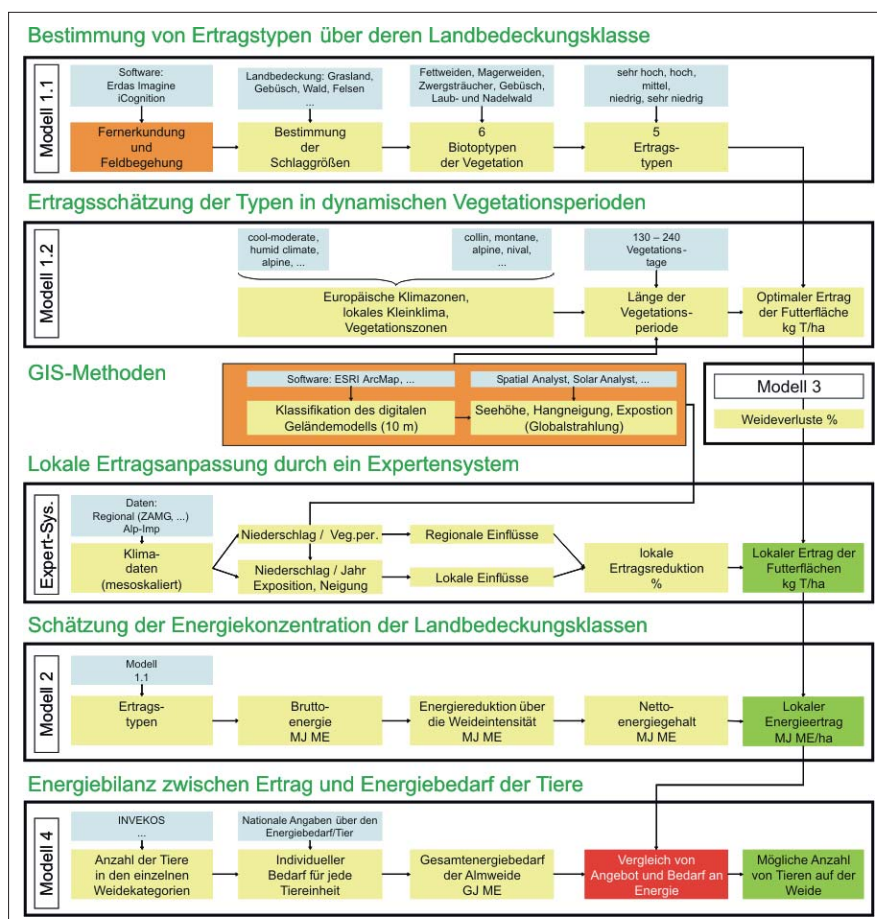 Bestimmung von Ertragstypen über deren Landbedeckungsklasse
Modell 1.1
Software:
Erdas Imagine
iCognition
Landbedeckung: Grasland,
Gebüsch, Wald, Felsen
...
Fettweiden, Magerweiden,
Zwergsträucher, Gebüsch,
Laub- und Nadelwald
sehr hoch, hoch,
mittel,
niedrig, sehr niedrig
Fernerkundung
und
Feldbegehung
Bestimmung
der
Schlaggrößen
6
Biotoptypen
der Vegetation
5
Ertrags-
typen
Ertragsschätzung der Typen in dynamischen Vegetationsperioden
Modell 1.2
cool-moderate,
humid climate,
alpine, ...
collin, montane,
alpine, nival,
...
130 – 240
Vegetations-
tage
Europäische Klimazonen,
lokales Kleinklima,
Vegetationszonen
Länge der
Vegetations-
periode
Optimaler Ertrag
der Futterfläche
kg T/ha
GIS-Methoden
Software: ESRI ArcMap, ...
Spatial Analyst, Solar Analyst, ...
Klassifikation des digitalen
Geländemodells (10 m)
Seehöhe, Hangneigung, Expostion
(Globalstrahlung)
Modell 3
Weideverluste %
Lokale Ertragsanpassung durch ein Expertensystem
Expert-Sys.
Daten:
Regional (ZAMG, ...)
Alp-Imp
Klima-
daten
(mesoskaliert)
Niederschlag / Veg.per.
Niederschlag / Jahr
Exposition, Neigung
Regionale Einflüsse
Lokale Einflüsse
lokale
Ertragsreduktion
%
Lokaler Ertrag der
Futterflächen
kg T/ha
Schätzung der Energiekonzentration der Landbedeckungsklassen
Modell 2
Modell
1.1
Ertrags-
typen
Brutto-
energie
MJ ME
Energiereduktion über
die Weideintensität
MJ ME
Netto-
energiegehalt
MJ ME
Lokaler
Energieertrag
MJ ME/ha
Energiebilanz zwischen Ertrag und Energiebedarf der Tiere
Modell 4
INVEKOS
...
Nationale Angaben über den
Energiebedarf/Tier
Anzahl der Tiere
in den einzelnen
Weidekategorien
Individueller
Bedarf für jede
Tiereinheit
Gesamtenergiebedarf
der Almweide
GJ ME
Vergleich von
Angebot und Bedarf an
Energie
Mögliche Anzahl
von Tieren auf der
Weide